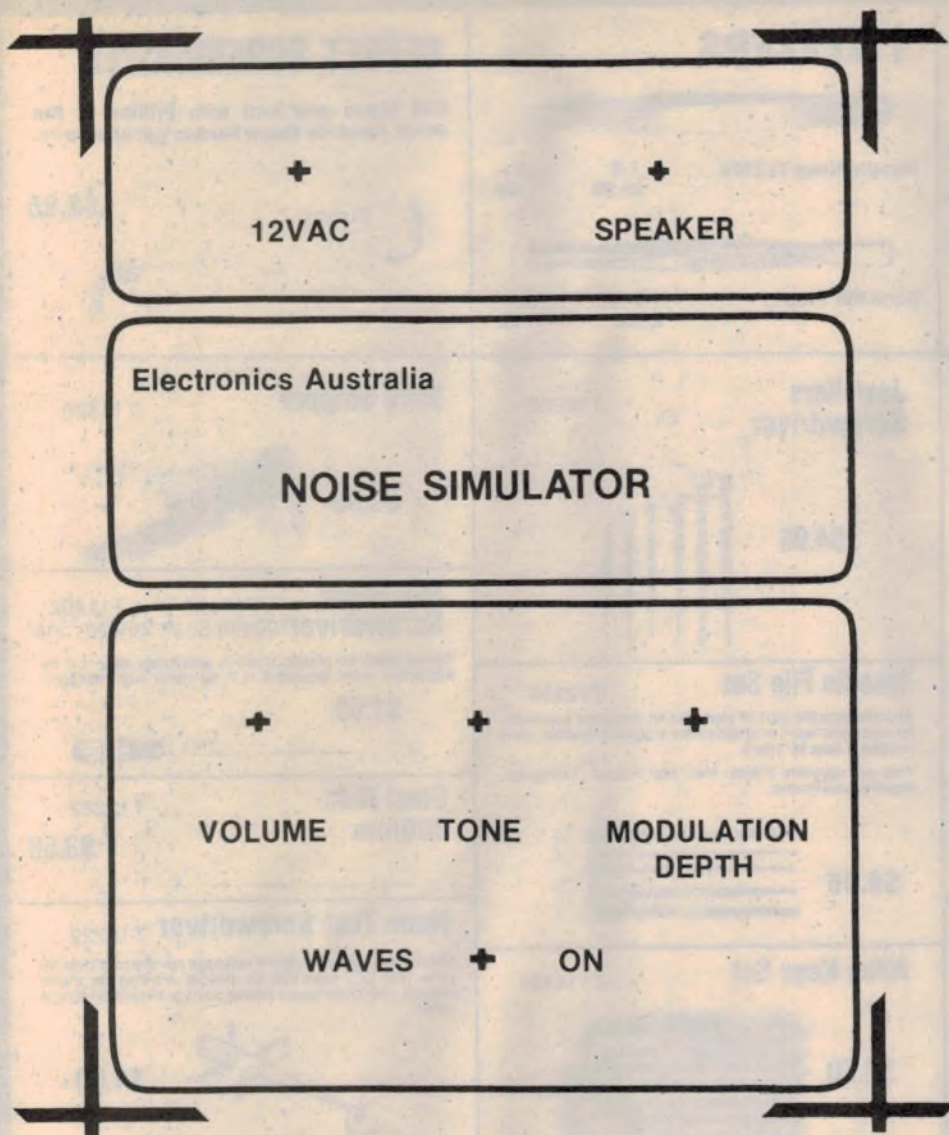 12VAC SPEAKER
Electronics Australia
NOISE SIMULATOR
VOLUME TONE MODULATION
DEPTH
WAVES ON